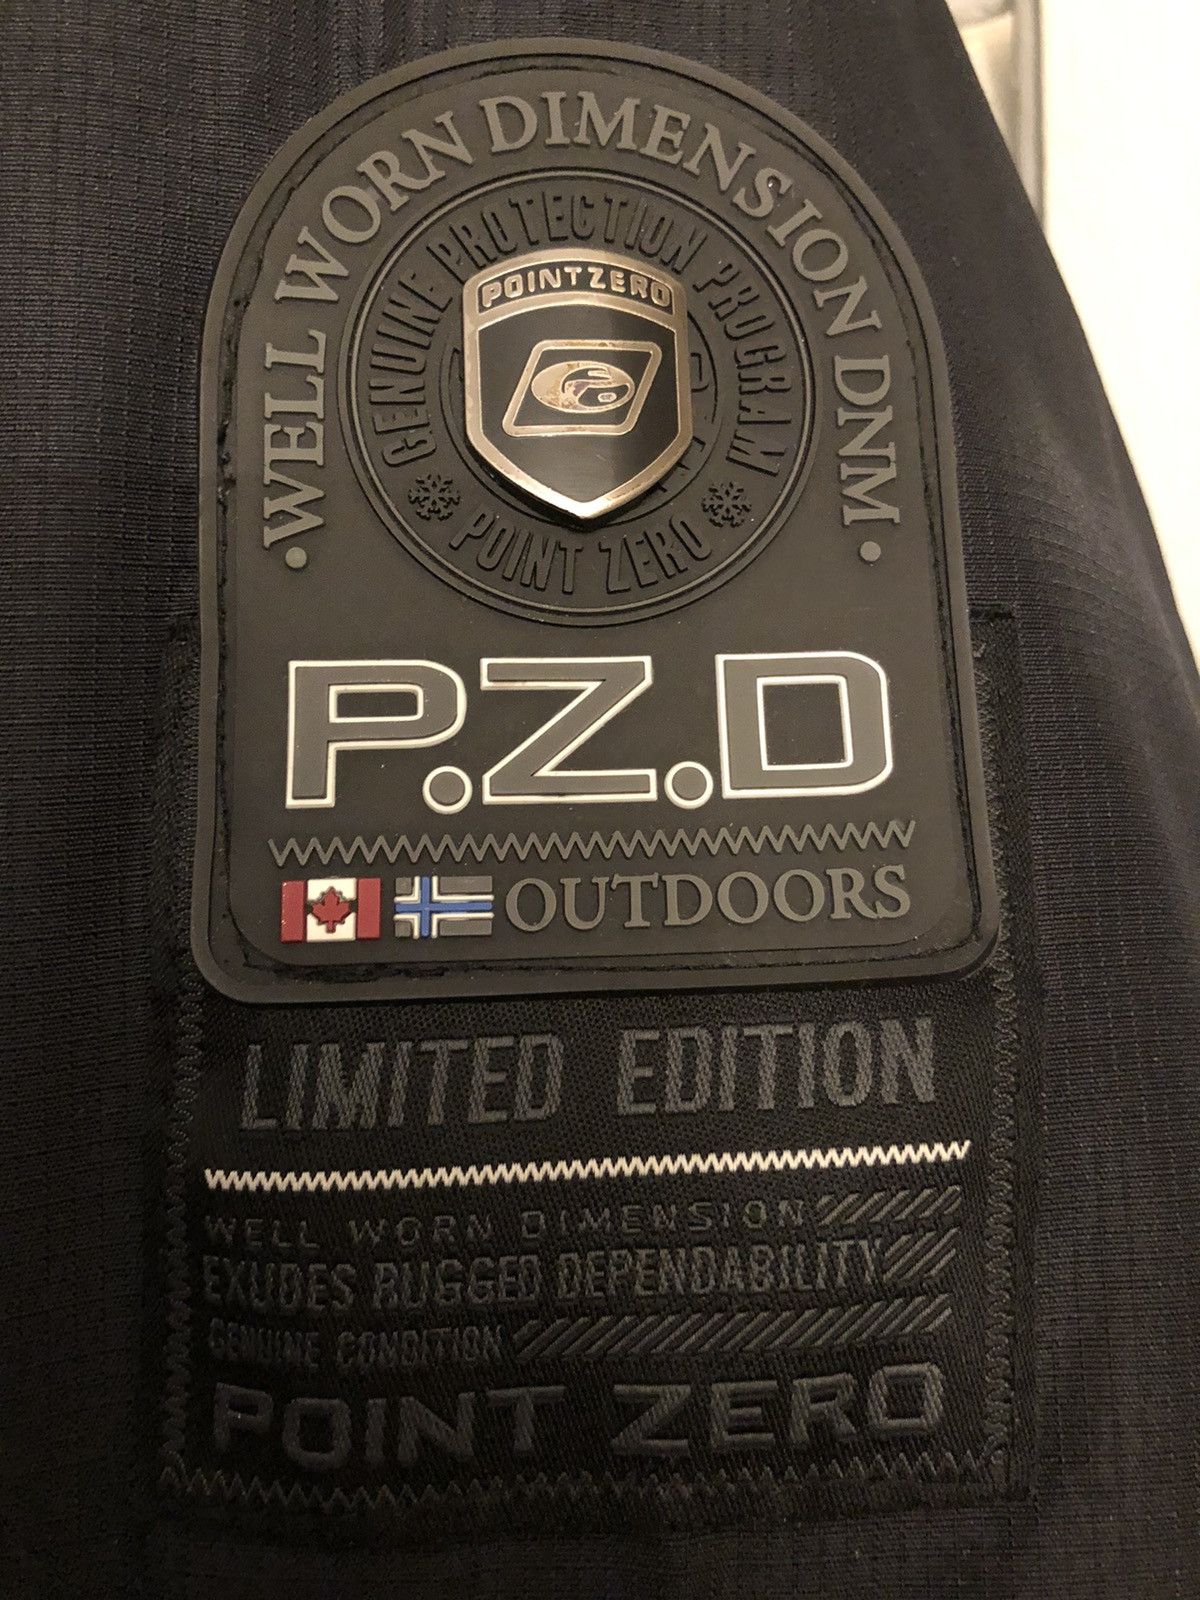 ·WELL WORN DIMENSION DNM·
GENUINE PROTECTION PROGRAM
POINTZERO
POINT ZERO
P.Z.D
OUTDOORS
LIMITED EDITION
WELL WORN DIMENSION
EXUDES RUGGED DEPENDABILITY
GENUINE CONDITION
POINT ZERO